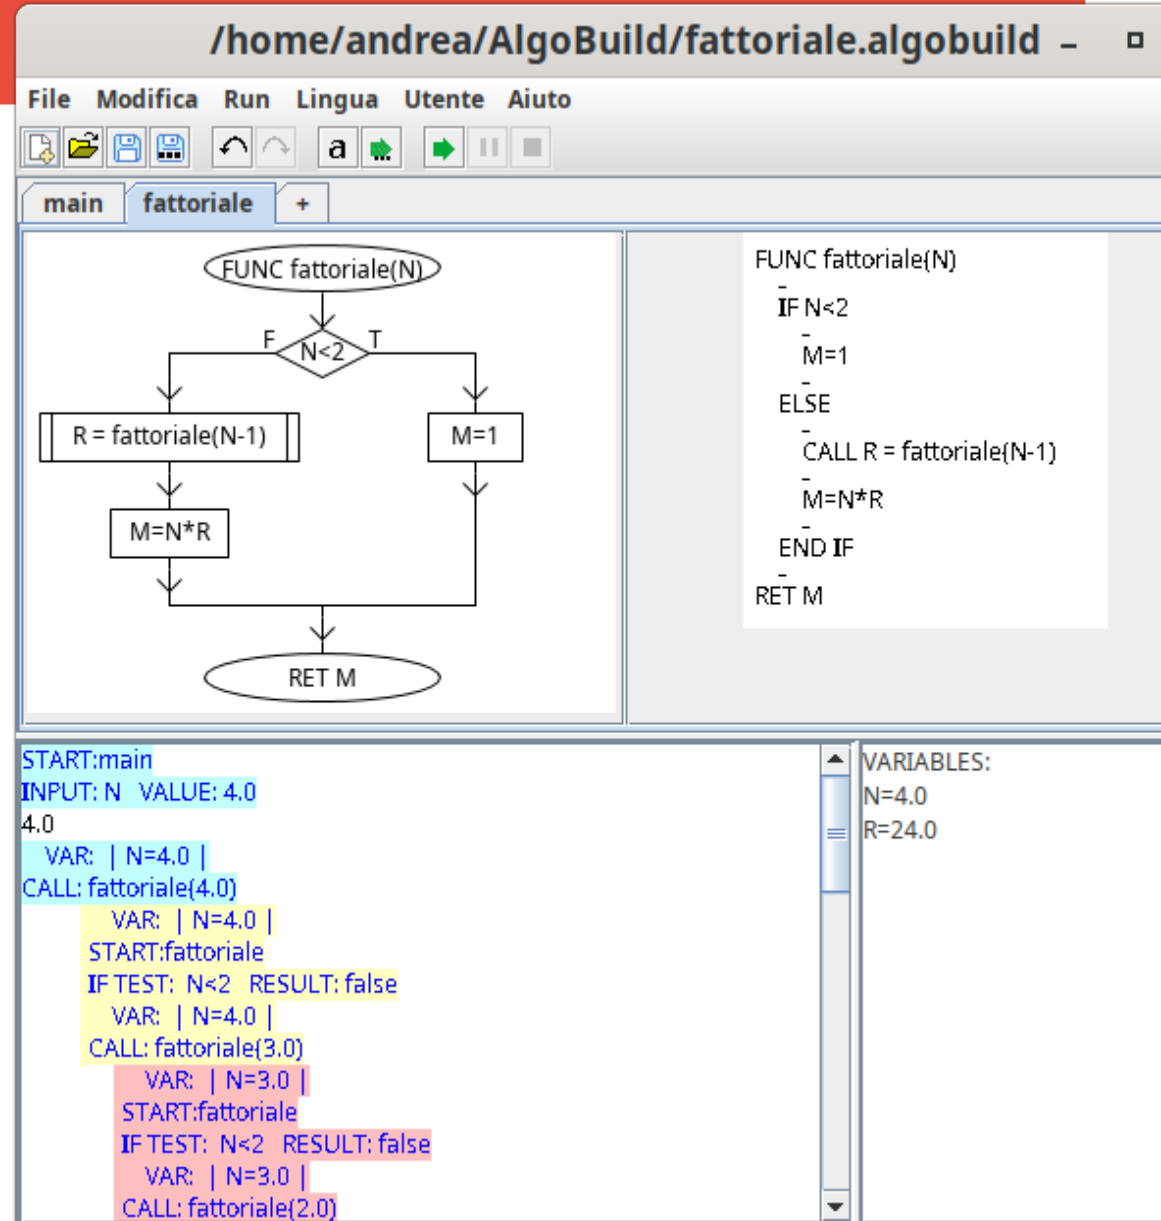 /home/andrea/AlgoBuild/fattoriale.algobuild
File Modifica Run Lingua Utente Aiuto
a
main fattoriale +
FUNC fattoriale(N)
F N<2 T
R = fattoriale(N-1) M=1
M=N*R
RET M
FUNC fattoriale(N)
IF N<2
M=1
ELSE
CALL R = fattoriale(N-1)
M=N*R
END IF
RET M
START:main
INPUT: N VALUE: 4.0
4.0
VAR: | N=4.0 |
CALL: fattoriale(4.0)
VAR: | N=4.0 |
START:fattoriale
IF TEST: N<2 RESULT: false
VAR: | N=4.0 |
CALL: fattoriale(3.0)
VAR: | N=3.0 |
START:fattoriale
IF TEST: N<2 RESULT: false
VAR: | N=3.0 |
CALL: fattoriale(2.0)
VARIABLES:
N=4.0
R=24.0